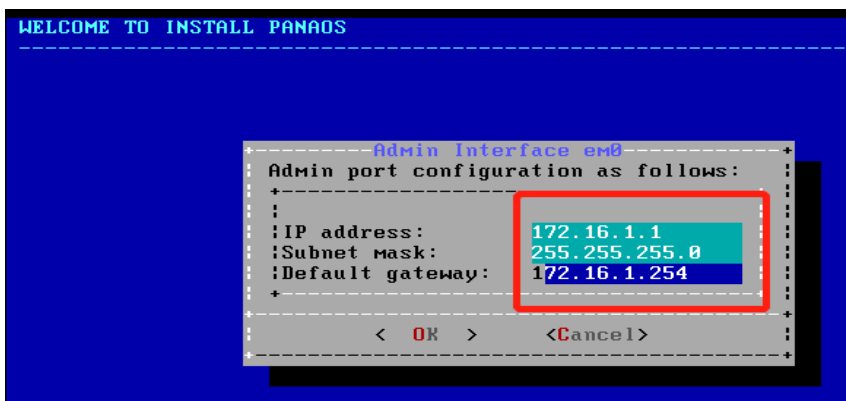 WELCOME TO INSTALL PANAOS
Admin Interface em0
Admin port configuration as follows:
IP address: 172.16.1.1
Subnet mask: 255.255.255.0
Default gateway: 172.16.1.254
< OK > <Cancel>